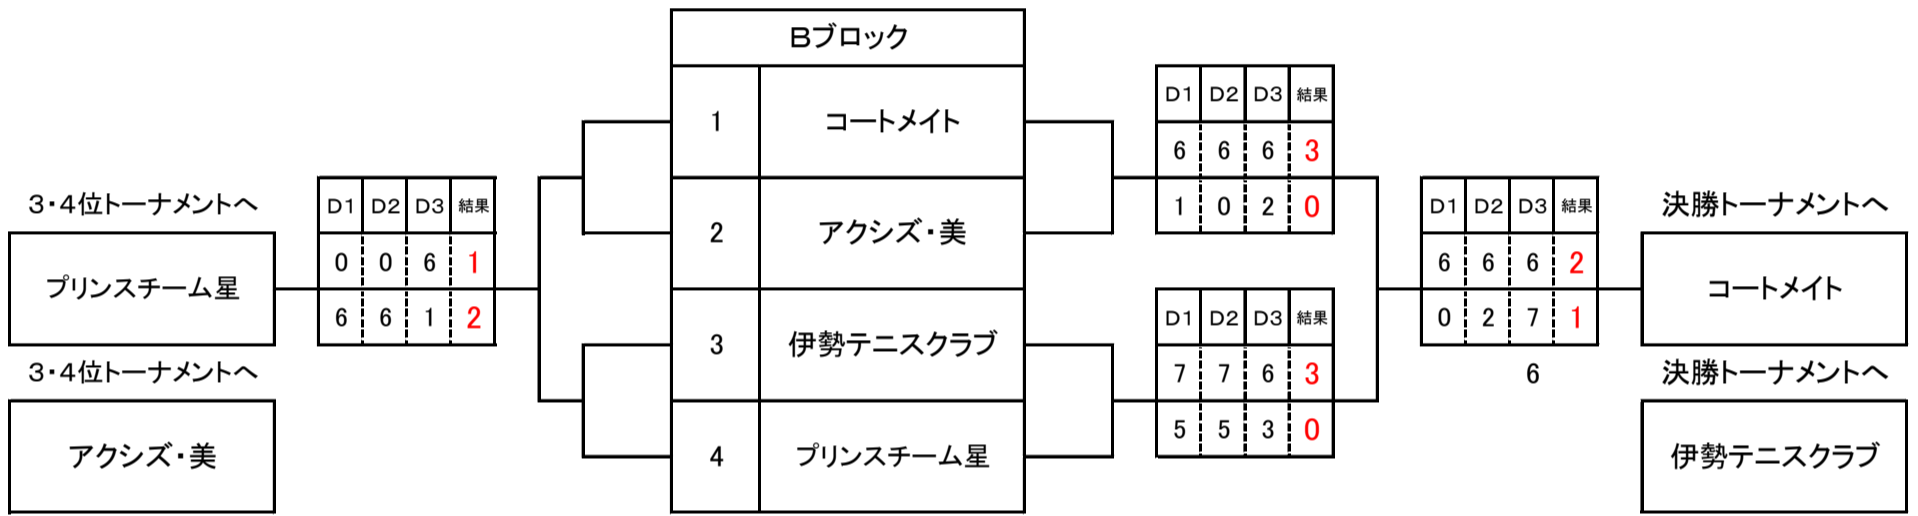 Bブロック
D1 D2 D3 結果
1 コートメイト
6 6 6 3
3・4位トーナメントへ
D1 D2 D3 結果
1 0 2 0
D1 D2 D3 結果
決勝トーナメントへ
2 アクシズ・美
プリンスチーム星
0 0 6 1
6 6 6 2
コートメイト
6 6 1 2
D1 D2 D3 結果
0 2 7 1
3 伊勢テニスクラブ
3・4位トーナメントへ
7 7 6 3
6
決勝トーナメントへ
5 5 3 0
アクシズ・美
4 プリンスチーム星
伊勢テニスクラブ